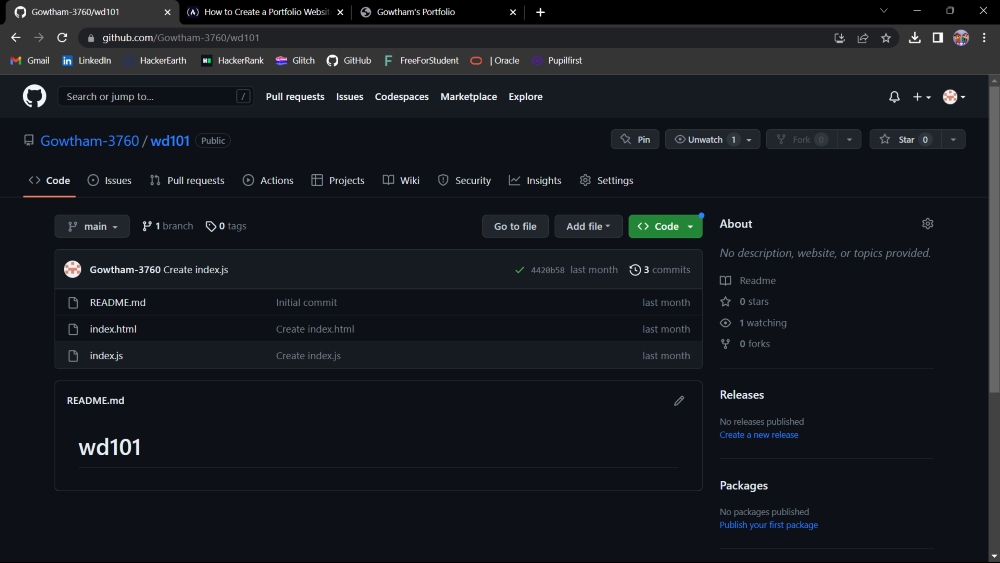 Gowtham-3760/wd101
How to Create a Portfolio Websit
Gowtham's Portfolio
github.com/Gowtham-3760/wd101
Gmail LinkedIn HackerEarth HackerRank Glitch GitHub FreeForStudent | Oracle Pupilfirst
Search or jump to... / Pull requests Issues Codespaces Marketplace Explore
Gowtham-3760 / wd101 Public Pin Unwatch 1 Fork 0 Star 0
Code Issues Pull requests Actions Projects Wiki Security Insights Settings
main 1 branch 0 tags Go to file Add file Code
Gowtham-3760 Create index.js 4420b58 last month 3 commits
README.md Initial commit last month
index.html Create index.html last month
index.js Create index.js last month
README.md
wd101
About
No description, website, or topics provided.
Readme
0 stars
1 watching
0 forks
Releases
No releases published
Create a new release
Packages
No packages published
Publish your first package